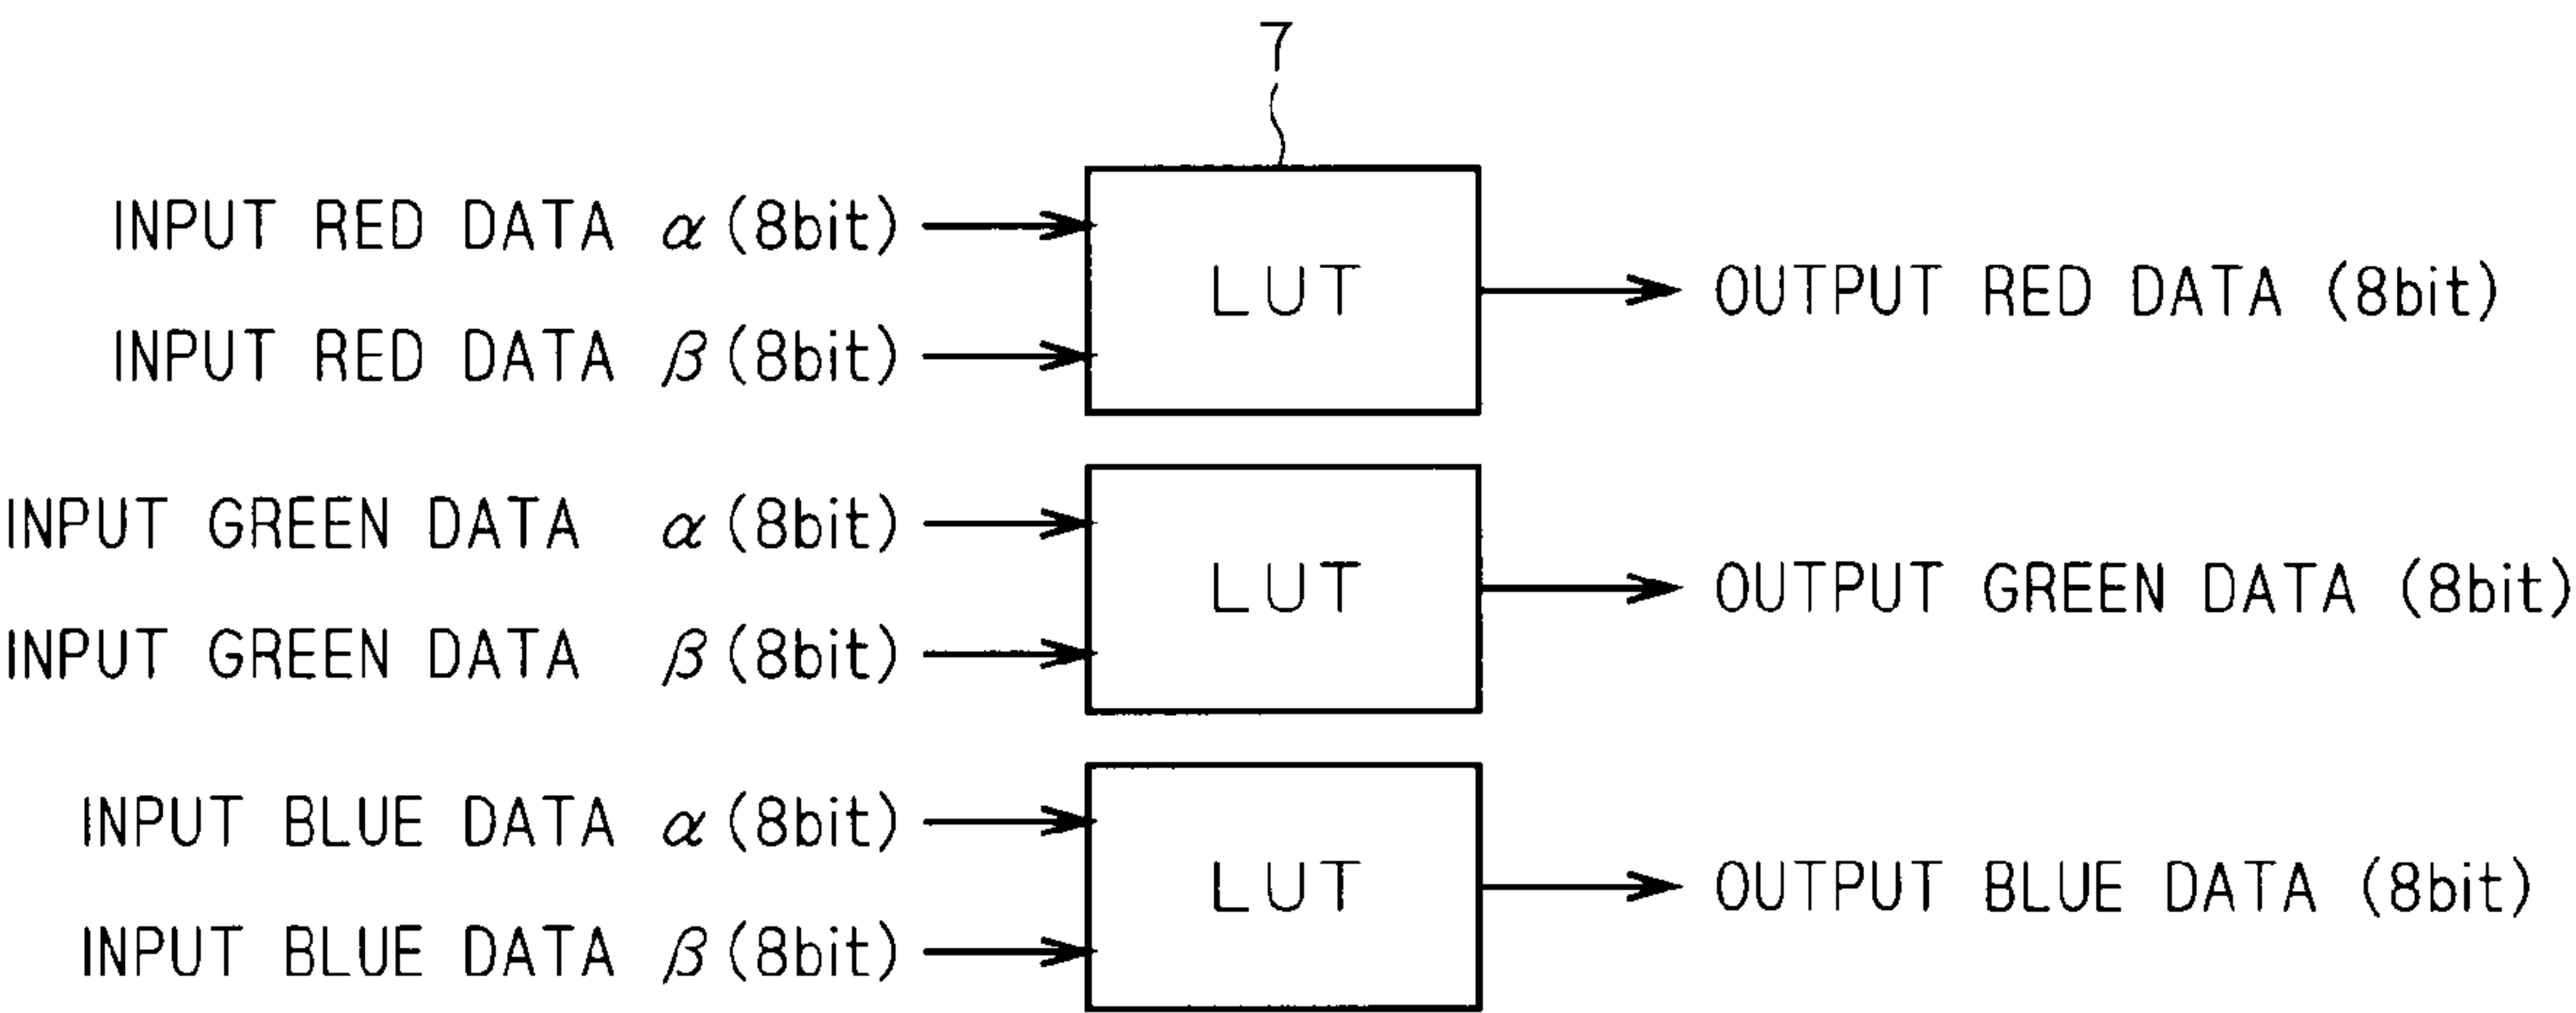 7
INPUT RED DATA α(8bit)
INPUT RED DATA β(8bit)
LUT
OUTPUT RED DATA (8bit)
INPUT GREEN DATA α(8bit)
INPUT GREEN DATA β(8bit)
LUT
OUTPUT GREEN DATA (8bit)
INPUT BLUE DATA α(8bit)
INPUT BLUE DATA β(8bit)
LUT
OUTPUT BLUE DATA (8bit)